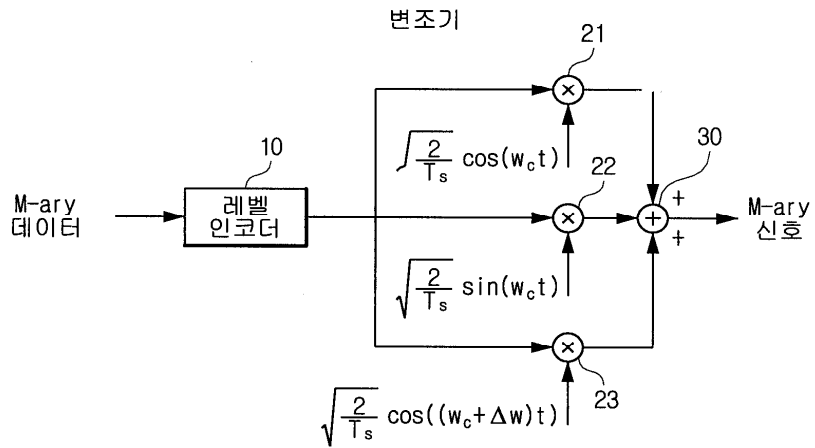 변조기
21
√(2/Ts) cos(wct)
10
22
30
M-ary
데이터
레벨
인코더
+
+
M-ary
신호
√(2/Ts) sin(wct)
23
√(2/Ts) cos((wc+Δw)t)